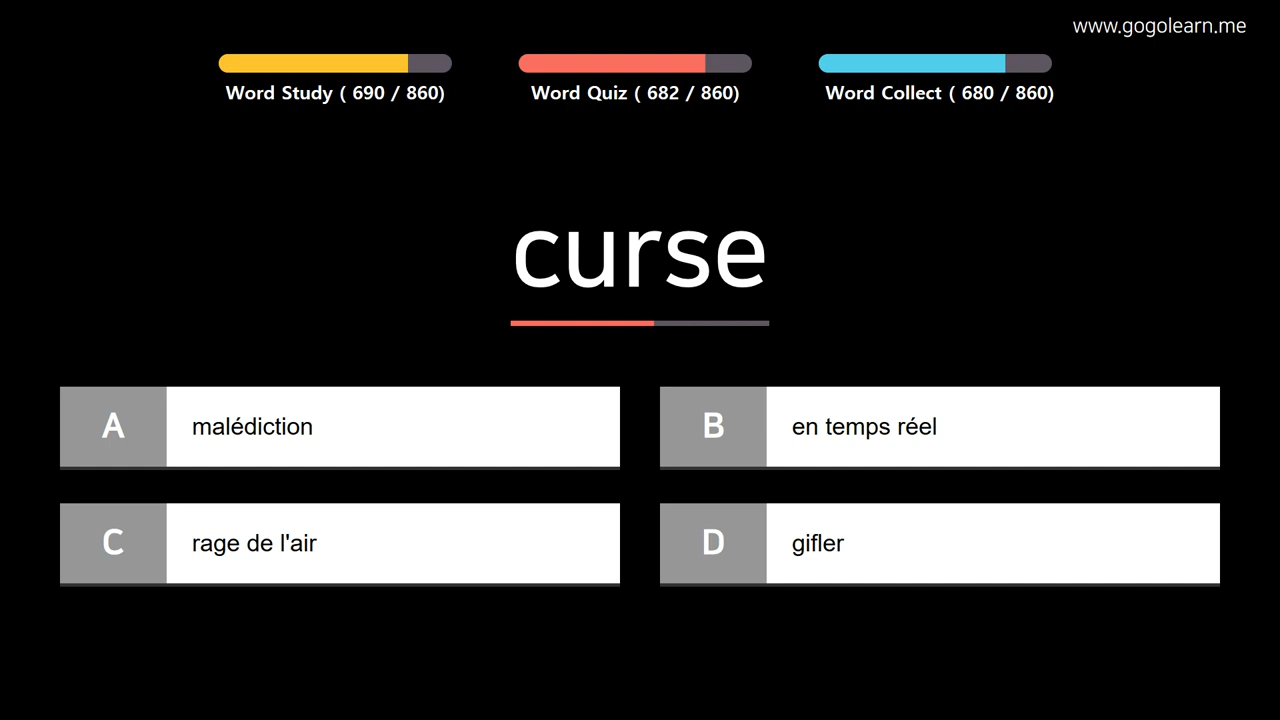 www.gogolearn.me
Word Study ( 690 / 860)
Word Quiz ( 682 / 860)
Word Collect ( 680 / 860)
curse
A malédiction
B en temps réel
C rage de l'air
D gifler